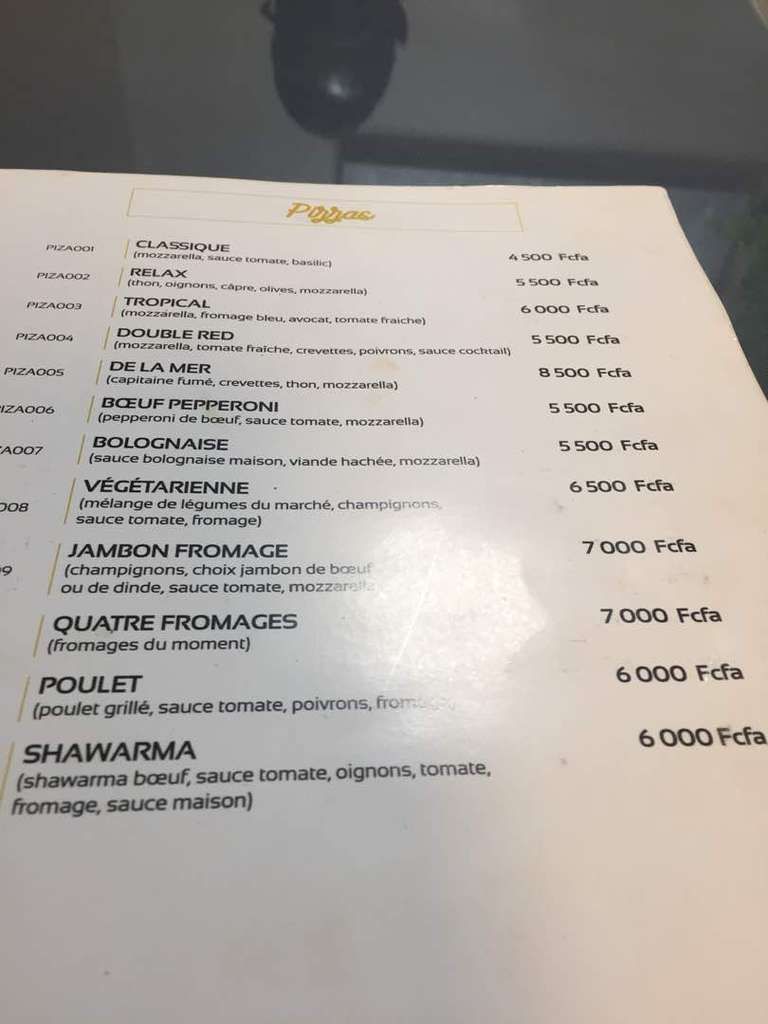 Pizzas
PIZA001 CLASSIQUE 4 500 Fcfa
(mozzarella, sauce tomate, basilic)
PIZA002 RELAX 5 500 Fcfa
(thon, oignons, câpre, olives, mozzarella)
PIZA003 TROPICAL 6 000 Fcfa
(mozzarella, fromage bleu, avocat, tomate fraiche)
PIZA004 DOUBLE RED 5 500 Fcfa
(mozzarella, tomate fraîche, crevettes, poivrons, sauce cocktail)
PIZA005 DE LA MER 8 500 Fcfa
(capitaine fumé, crevettes, thon, mozzarella)
IZA006 BŒUF PEPPERONI 5 500 Fcfa
(pepperoni de bœuf, sauce tomate, mozzarella)
ZA007 BOLOGNAISE 5 500 Fcfa
(sauce bolognaise maison, viande hachée, mozzarella)
008 VÉGÉTARIENNE 6 500 Fcfa
(mélange de légumes du marché, champignons,
sauce tomate, fromage)
9 JAMBON FROMAGE 7 000 Fcfa
(champignons, choix jambon de bœuf
ou de dinde, sauce tomate, mozzarella
QUATRE FROMAGES 7 000 Fcfa
(fromages du moment)
POULET 6 000 Fcfa
(poulet grillé, sauce tomate, poivrons, fromage)
SHAWARMA 6 000 Fcfa
(shawarma bœuf, sauce tomate, oignons, tomate,
fromage, sauce maison)